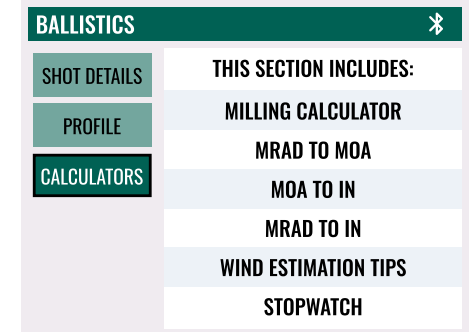 BALLISTICS
SHOT DETAILS
PROFILE
CALCULATORS
THIS SECTION INCLUDES:
MILLING CALCULATOR
MRAD TO MOA
MOA TO IN
MRAD TO IN
WIND ESTIMATION TIPS
STOPWATCH